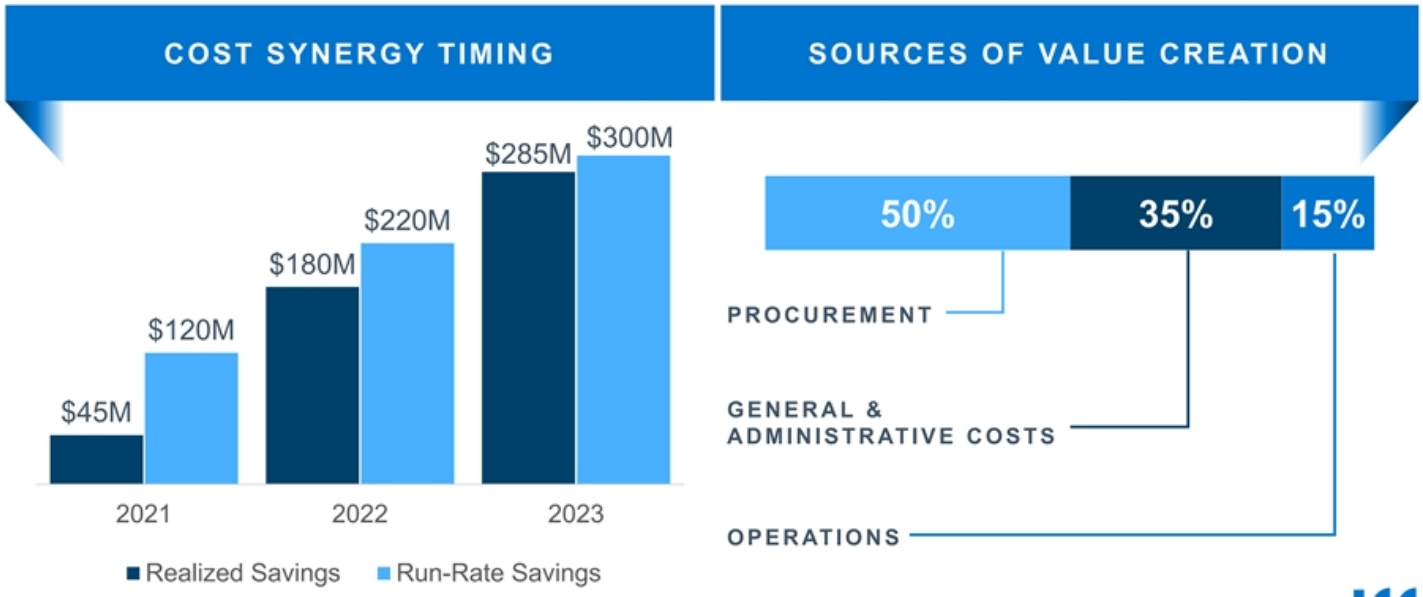 COST SYNERGY TIMING
$45M
$120M
$180M
$220M
$285M
$300M
2021
2022
2023
Realized Savings
Run-Rate Savings
SOURCES OF VALUE CREATION
50%
35%
15%
PROCUREMENT
GENERAL &
ADMINISTRATIVE COSTS
OPERATIONS